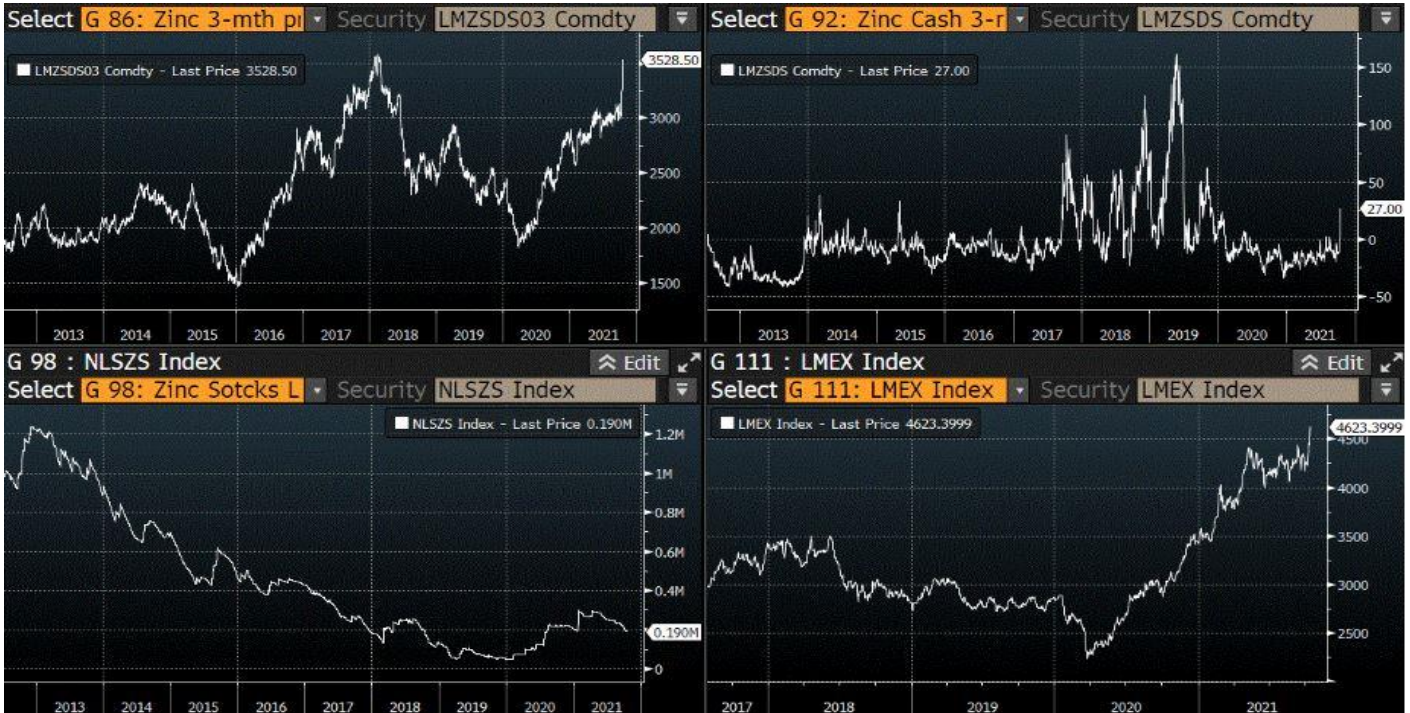 Select G 86: Zinc 3-mth pr Security LMZSDS03 Comdty
LMZSDS03 Comdty - Last Price 3528.50
3528.50
3000
2500
2000
1500
2013 2014 2015 2016 2017 2018 2019 2020 2021
Select G 92: Zinc Cash 3-r Security LMZSDS Comdty
LMZSDS Comdty - Last Price 27.00
150
100
50
27.00
0
-50
2013 2014 2015 2016 2017 2018 2019 2020 2021
G 98 : NLSZS Index Edit
Select G 98: Zinc Sotcks L Security NLSZS Index
NLSZS Index - Last Price 0.190M
1.2M
1M
0.8M
0.6M
0.4M
0.190M
0
2013 2014 2015 2016 2017 2018 2019 2020 2021
G 111 : LMEX Index Edit
Select G 111: LMEX Index Security LMEX Index
LMEX Index - Last Price 4623.3999
4623.3999
4500
4000
3500
3000
2500
2017 2018 2019 2020 2021